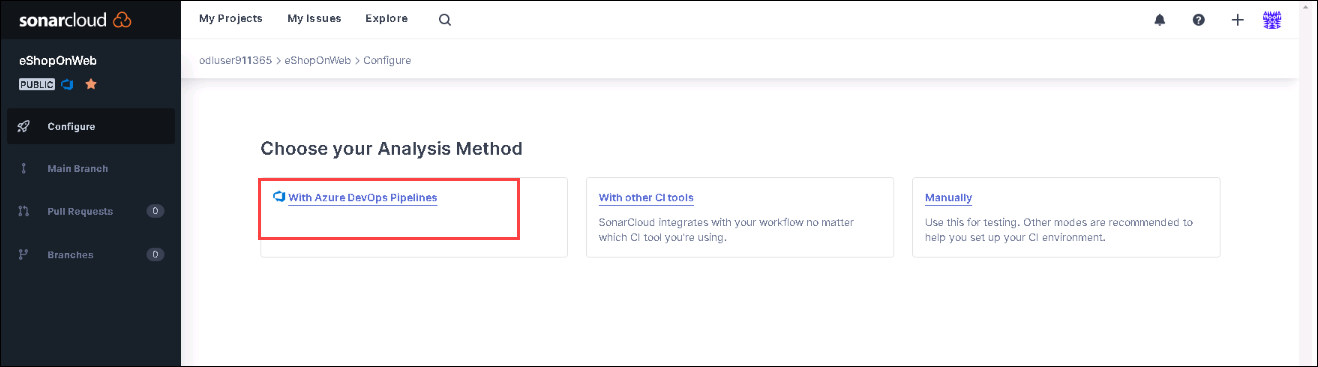 sonarcloud
My Projects My Issues Explore
eShopOnWeb
PUBLIC
odluser911365 > eShopOnWeb > Configure
Configure
Main Branch
Pull Requests 0
Branches 0
Choose your Analysis Method
With Azure DevOps Pipelines
With other CI tools
SonarCloud integrates with your workflow no matter
which CI tool you're using.
Manually
Use this for testing. Other modes are recommended to
help you set up your CI environment.